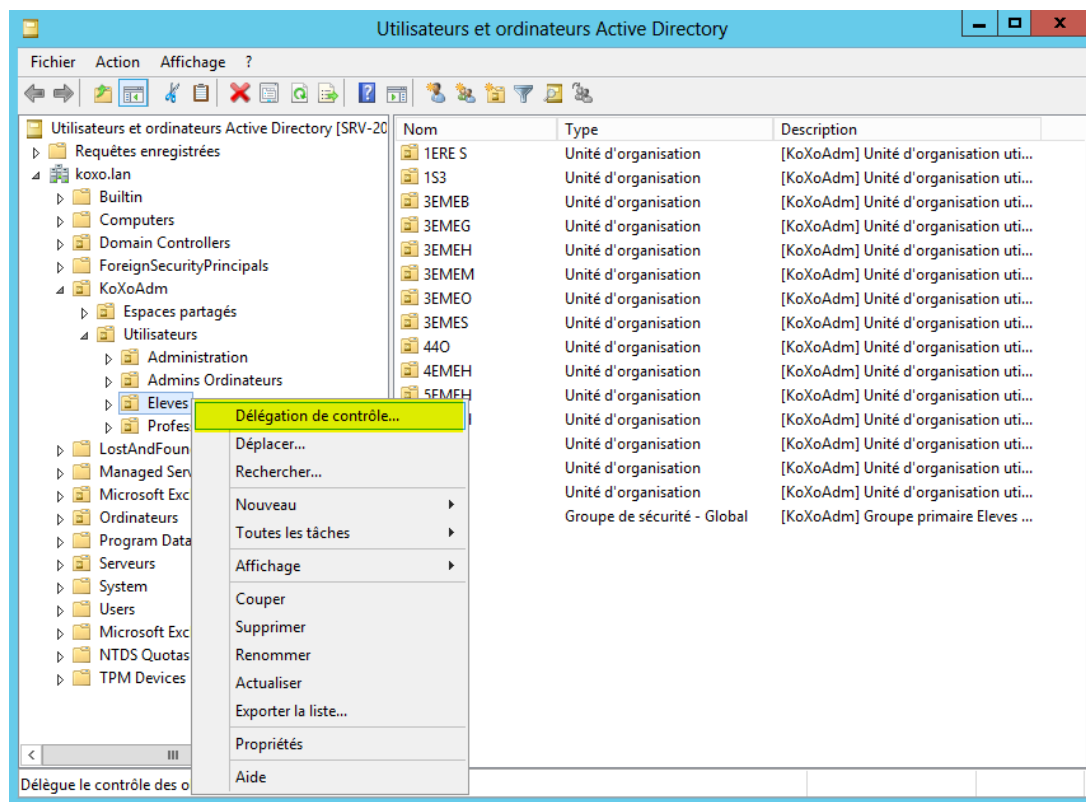 Utilisateurs et ordinateurs Active Directory
Fichier Action Affichage ?
Utilisateurs et ordinateurs Active Directory [SRV-20
Requêtes enregistrées
koxo.lan
Builtin
Computers
Domain Controllers
ForeignSecurityPrincipals
KoXoAdm
Espaces partagés
Utilisateurs
Administration
Admins Ordinateurs
Eleves
Profes
LostAndFoun
Managed Serv
Microsoft Exc
Ordinateurs
Program Data
Serveurs
System
Users
Microsoft Exc
NTDS Quotas
TPM Devices
Nom Type Description
1ERE S Unité d'organisation [KoXoAdm] Unité d'organisation uti...
1S3 Unité d'organisation [KoXoAdm] Unité d'organisation uti...
3EMEB Unité d'organisation [KoXoAdm] Unité d'organisation uti...
3EMEG Unité d'organisation [KoXoAdm] Unité d'organisation uti...
3EMEH Unité d'organisation [KoXoAdm] Unité d'organisation uti...
3EMEM Unité d'organisation [KoXoAdm] Unité d'organisation uti...
3EMEO Unité d'organisation [KoXoAdm] Unité d'organisation uti...
3EMES Unité d'organisation [KoXoAdm] Unité d'organisation uti...
44O Unité d'organisation [KoXoAdm] Unité d'organisation uti...
4EMEH Unité d'organisation [KoXoAdm] Unité d'organisation uti...
5EMEH Unité d'organisation [KoXoAdm] Unité d'organisation uti...
Unité d'organisation [KoXoAdm] Unité d'organisation uti...
Unité d'organisation [KoXoAdm] Unité d'organisation uti...
Unité d'organisation [KoXoAdm] Unité d'organisation uti...
Unité d'organisation [KoXoAdm] Unité d'organisation uti...
Groupe de sécurité - Global [KoXoAdm] Groupe primaire Eleves ...
Délégation de contrôle...
Déplacer...
Rechercher...
Nouveau
Toutes les tâches
Affichage
Couper
Supprimer
Renommer
Actualiser
Exporter la liste...
Propriétés
Aide
Délègue le contrôle des o